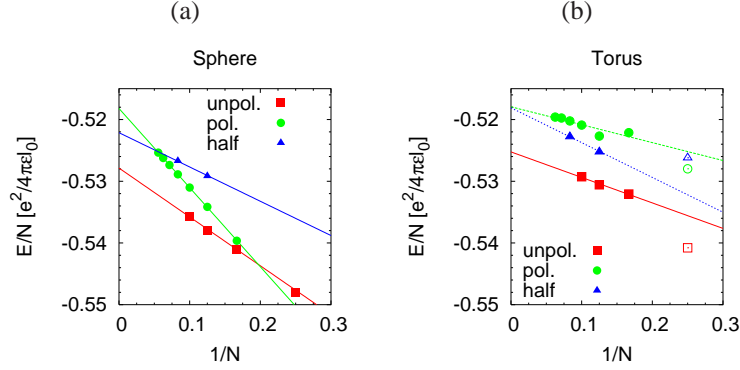 (a)
Sphere
unpol.
pol.
half
-0.52
-0.53
-0.54
-0.55
E/N [e²/4πεl₀]
0
0.1
0.2
0.3
1/N
(b)
Torus
-0.52
-0.53
-0.54
-0.55
E/N [e²/4πεl₀]
unpol.
pol.
half
0
0.1
0.2
0.3
1/N